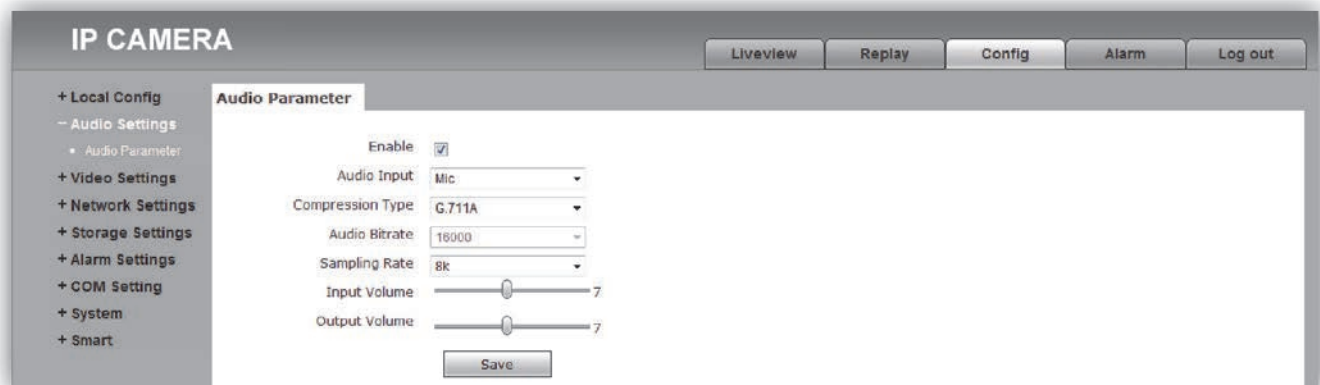 IP CAMERA
Liveview Replay Config Alarm Log out
+ Local Config
− Audio Settings
• Audio Parameter
+ Video Settings
+ Network Settings
+ Storage Settings
+ Alarm Settings
+ COM Setting
+ System
+ Smart
Audio Parameter
Enable
Audio Input Mic
Compression Type G.711A
Audio Bitrate 16000
Sampling Rate 8k
Input Volume 7
Output Volume 7
Save